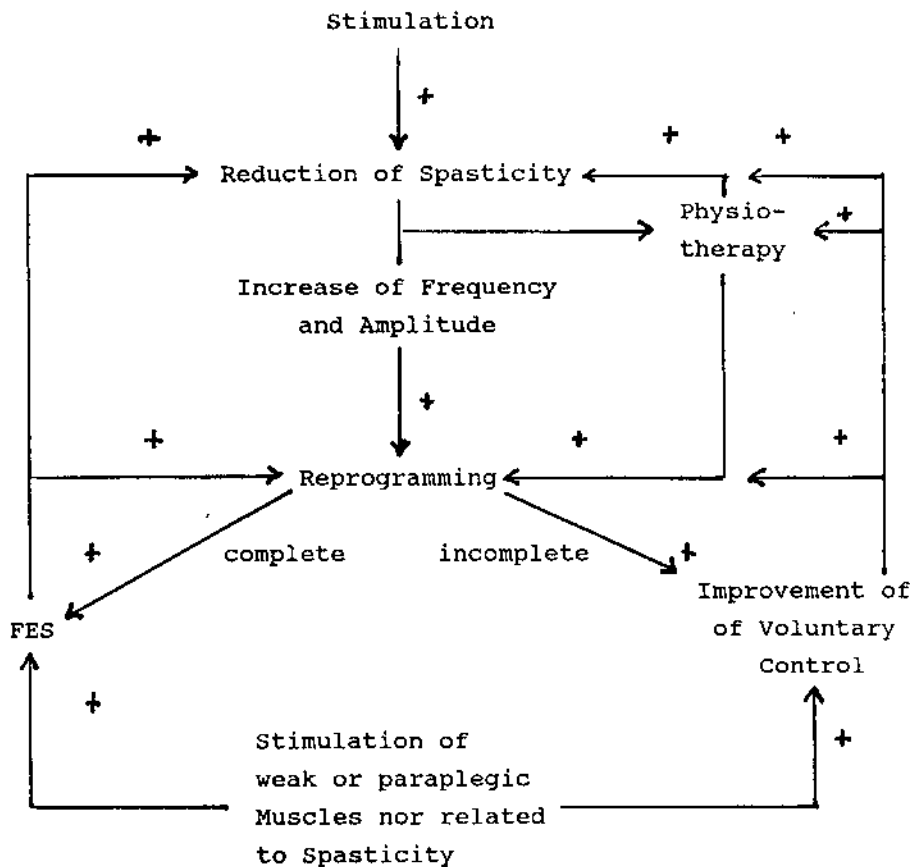 Stimulation
+
+
+
+
Reduction of Spasticity
Physio-
therapy
+
Increase of Frequency
and Amplitude
+
+
+
+
Reprogramming
+
complete
incomplete
+
FES
Improvement of
of Voluntary
Control
+
+
Stimulation of
weak or paraplegic
Muscles nor related
to Spasticity